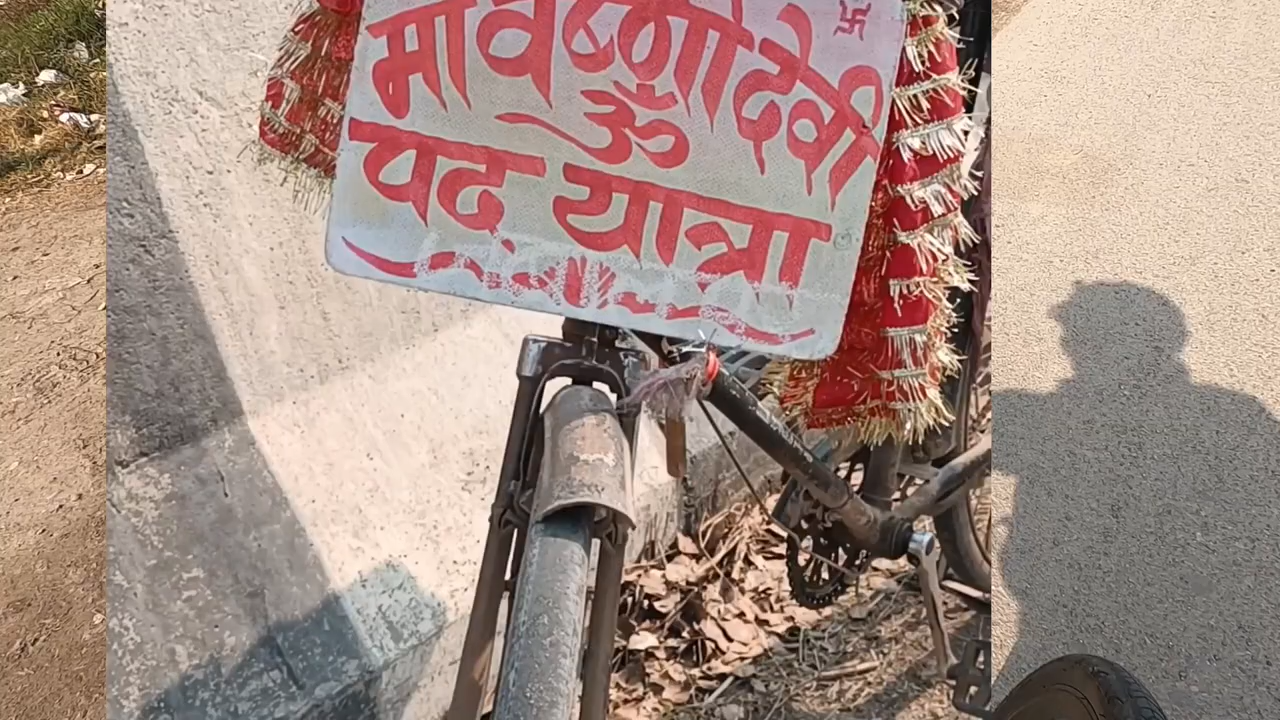 मां वैष्णो देवी
ॐ
पद यात्रा